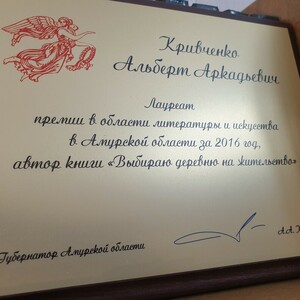 Кривченко
Альберт Аркадьевич
Лауреат
премии в области литературы и искусства
в Амурской области за 2016 год,
автор книги «Выбираю деревню на жительство»
Губернатор Амурской области
А.А.